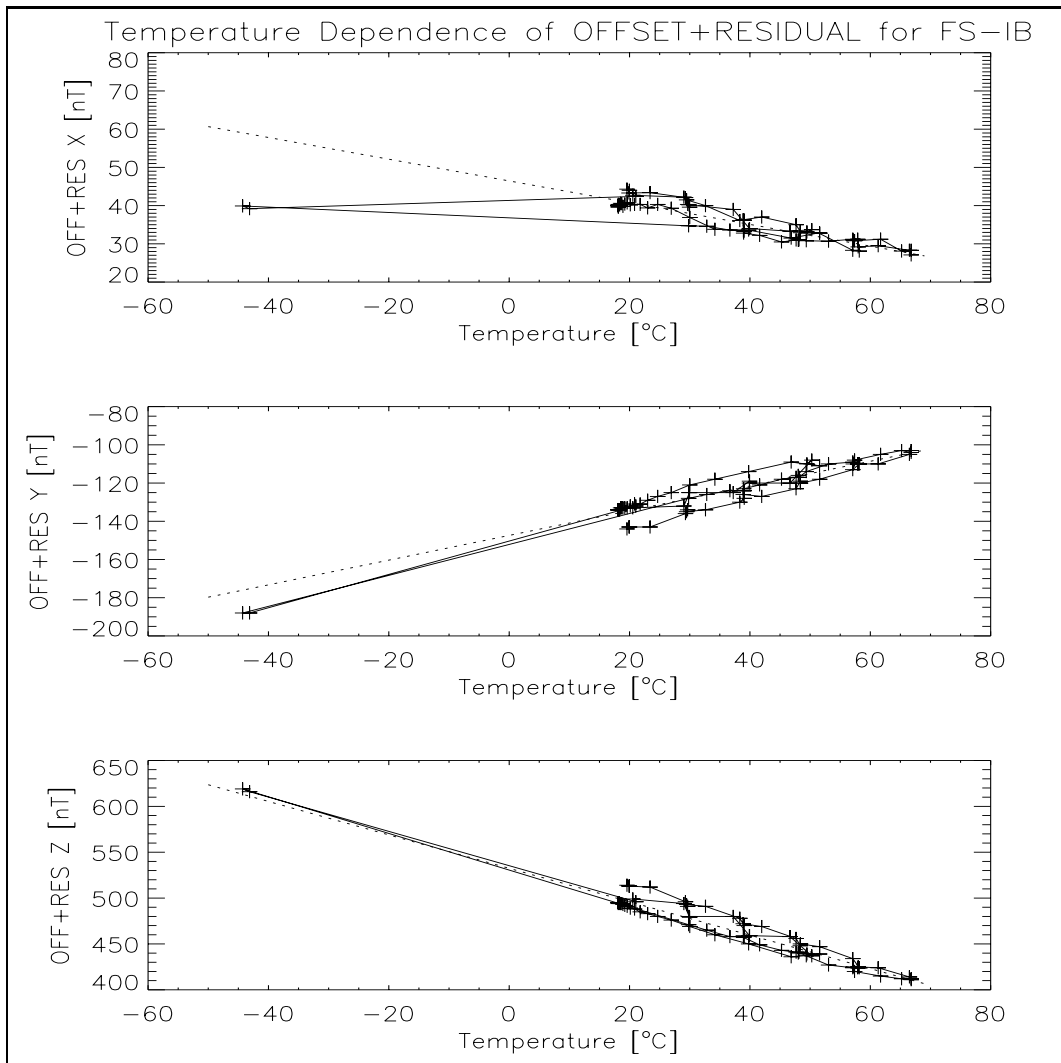 Temperature Dependence of OFFSET+RESIDUAL for FS-IB
OFF+RES X [nT]
80
70
60
50
40
30
20
-60 -40 -20 0 20 40 60 80
Temperature [°C]
OFF+RES Y [nT]
-80
-100
-120
-140
-160
-180
-200
-60 -40 -20 0 20 40 60 80
Temperature [°C]
OFF+RES Z [nT]
650
600
550
500
450
400
-60 -40 -20 0 20 40 60 80
Temperature [°C]